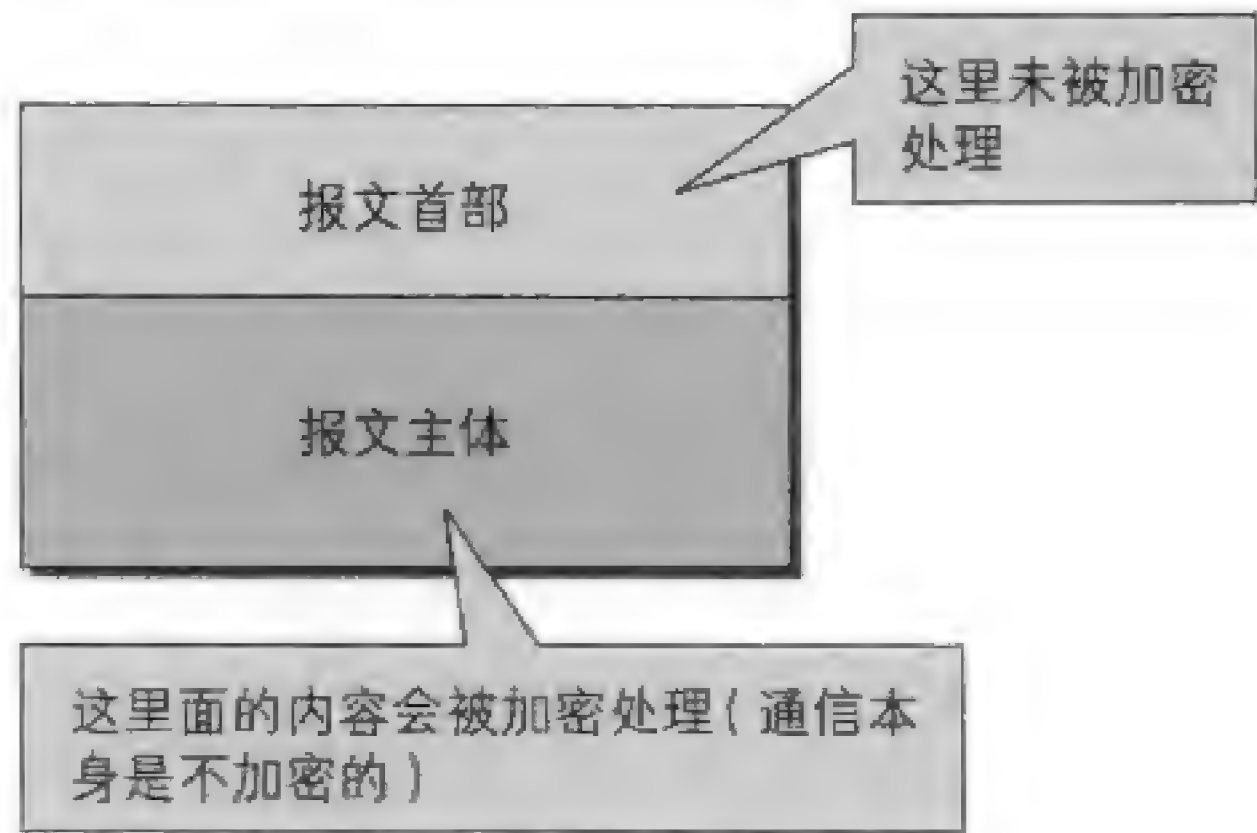 这里未被加密
处理
报文首部
报文主体
这里面的内容会被加密处理(通信本
身是不加密的)